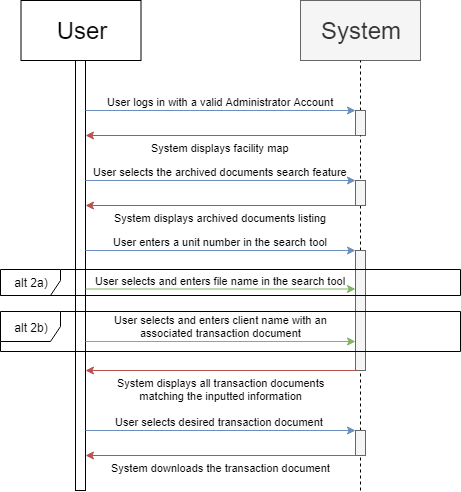 User
System
User logs in with a valid Administrator Account
System displays facility map
User selects the archived documents search feature
System displays archived documents listing
User enters a unit number in the search tool
alt 2a)
User selects and enters file name in the search tool
alt 2b)
User selects and enters client name with an
associated transaction document
System displays all transaction documents
matching the inputted information
User selects desired transaction document
System downloads the transaction document